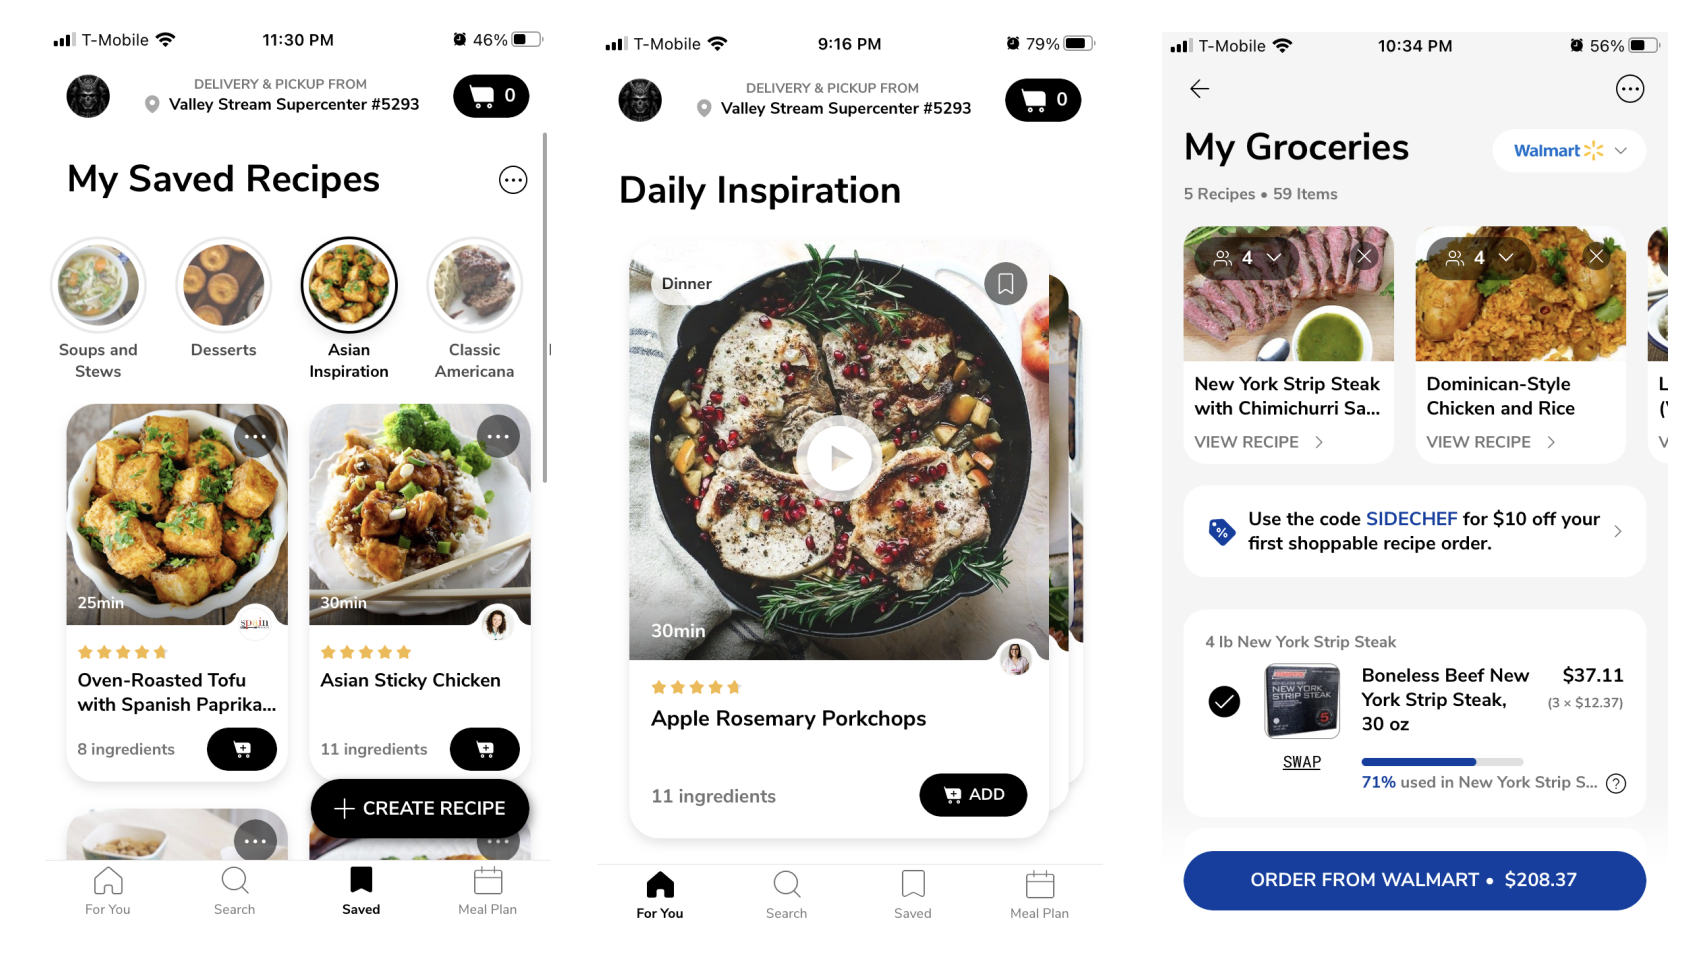 T-Mobile 11:30 PM 46%
DELIVERY & PICKUP FROM
Valley Stream Supercenter #5293
0
My Saved Recipes
Soups and
Stews
Desserts
Asian
Inspiration
Classic
Americana
25min
spain
Oven-Roasted Tofu
with Spanish Paprika...
8 ingredients
30min
Asian Sticky Chicken
11 ingredients
CREATE RECIPE
For You
Search
Saved
Meal Plan
T-Mobile 9:16 PM 79%
DELIVERY & PICKUP FROM
Valley Stream Supercenter #5293
0
Daily Inspiration
Dinner
30min
Apple Rosemary Porkchops
11 ingredients
ADD
For You
Search
Saved
Meal Plan
T-Mobile 10:34 PM 56%
My Groceries
Walmart
5 Recipes • 59 Items
4
New York Strip Steak
with Chimichurri Sa...
VIEW RECIPE
4
Dominican-Style
Chicken and Rice
VIEW RECIPE
L
(
V
Use the code SIDECHEF for $10 off your
first shoppable recipe order.
4 lb New York Strip Steak
BONELESS BEEF
NEW YORK
STRIP STEAK
5
Boneless Beef New
York Strip Steak,
30 oz
$37.11
(3 × $12.37)
SWAP
71% used in New York Strip S...
ORDER FROM WALMART • $208.37